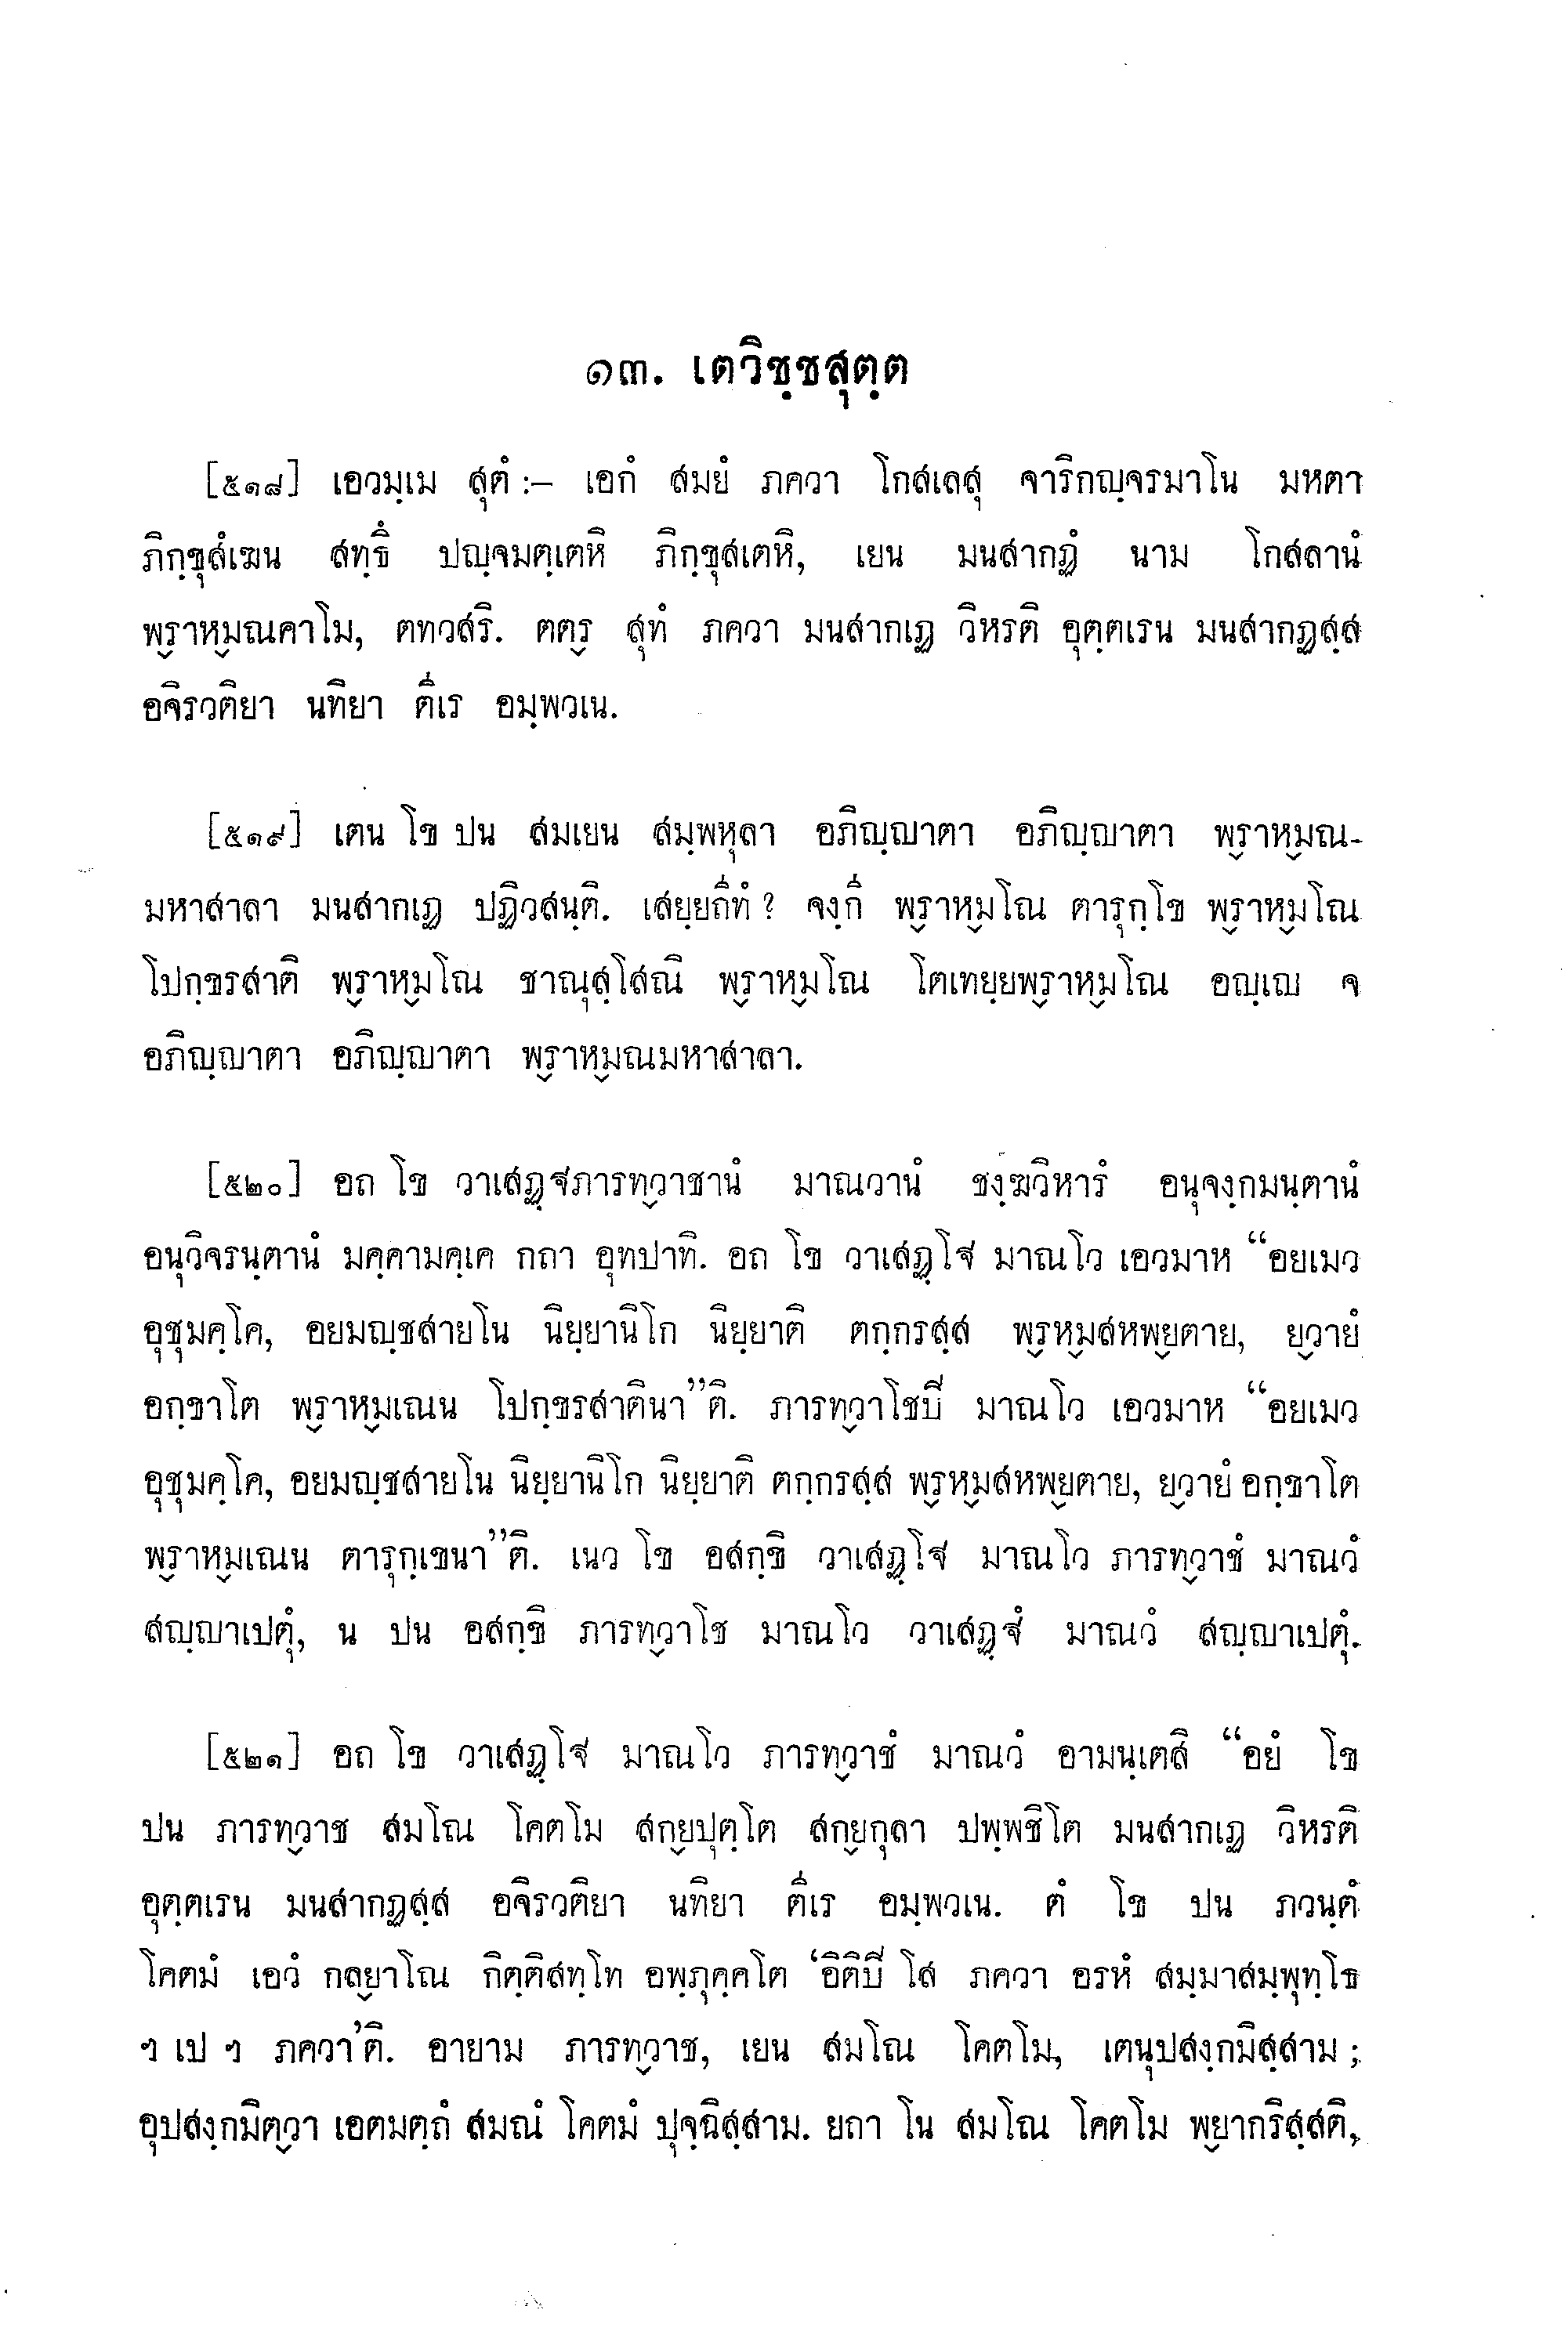 ๑๓. เตวิชฺชสุตฺต
[๕๑๘] เอวมฺเม สุตํ :– เอกํ สมยํ ภควา โกสเลสุ จาริกญฺจรมาโน มหตา
ภิกฺขุสํเฆน สทฺธึ ปญฺจมตฺเตหิ ภิกฺขุสเตหิ, เยน มนสากฏํ นาม โกสลานํ
พฺราหฺมณคาโม, ตทวสริ. ตตฺร สุทํ ภควา มนสากเฏ วิหรติ อุตฺตเรน มนสากฏสฺส
อจิรวติยา นทิยา ตีเร อมฺพวเน.
[๕๑๙] เตน โข ปน สมเยน สมฺพหุลา อภิญฺญาตา อภิญฺญาตา พฺราหฺมณ-
มหาสาลา มนสากเฏ ปฏิวสนฺติ. เสยฺยถีทํ ? จงฺกี พฺราหฺมโณ ตารุกฺโข พฺราหฺมโณ
โปกฺขรสาติ พฺราหฺมโณ ชาณุสฺโสณิ พฺราหฺมโณ โตเทยฺยพฺราหฺมโณ อญฺเญ จ
อภิญฺญาตา อภิญฺญาตา พฺราหฺมณมหาสาลา.
[๕๒๐] อถ โข วาเสฏฺฐภารทฺวาชานํ มาณวานํ ชงฺฆวิหารํ อนุจงฺกมนฺตานํ
อนุวิจรนฺตานํ มคฺคามคฺเค กถา อุทปาทิ. อถ โข วาเสฏฺโฐ มาณโว เอวมาห “อยเมว
อุชุมคฺโค, อยมญฺชสายโน นิยฺยานิโก นิยฺยาติ ตกฺกรสฺส พฺรหฺมสหพฺยตาย, ยฺวายํ
อกฺขาโต พฺราหฺมเณน โปกฺขรสาตินา”ติ. ภารทฺวาโชปิ มาณโว เอวมาห “อยเมว
อุชุมคฺโค, อยมญฺชสายโน นิยฺยานิโก นิยฺยาติ ตกฺกรสฺส พฺรหฺมสหพฺยตาย, ยฺวายํ อกฺขาโต
พฺราหฺมเณน ตารุกฺเขนา”ติ. เนว โข อสกฺขิ วาเสฏฺโฐ มาณโว ภารทฺวาชํ มาณวํ
สญฺญาเปตุํ, น ปน อสกฺขิ ภารทฺวาโช มาณโว วาเสฏฺฐํ มาณวํ สญฺญาเปตุํ.
[๕๒๑] อถ โข วาเสฏฺโฐ มาณโว ภารทฺวาชํ มาณวํ อามนฺเตสิ “อยํ โข
ปน ภารทฺวาช สมโณ โคตโม สกฺยปุตฺโต สกฺยกุลา ปพฺพชิโต มนสากเฏ วิหรติ
อุตฺตเรน มนสากฏสฺส อจิรวติยา นทิยา ตีเร อมฺพวเน. ตํ โข ปน ภวนฺตํ
โคตมํ เอวํ กลฺยาโณ กิตฺติสทฺโท อพฺภุคฺคโต ‘อิติปิ โส ภควา อรหํ สมฺมาสมฺพุทฺโธ
ฯ เป ฯ ภควา’ติ. อายาม ภารทฺวาช, เยน สมโณ โคตโม, เตนุปสงฺกมิสฺสาม ;
อุปสงฺกมิตฺวา เอตมตฺถํ สมณํ โคตมํ ปุจฺฉิสฺสาม. ยถา โน สมโณ โคตโม พฺยากริสฺสติ,